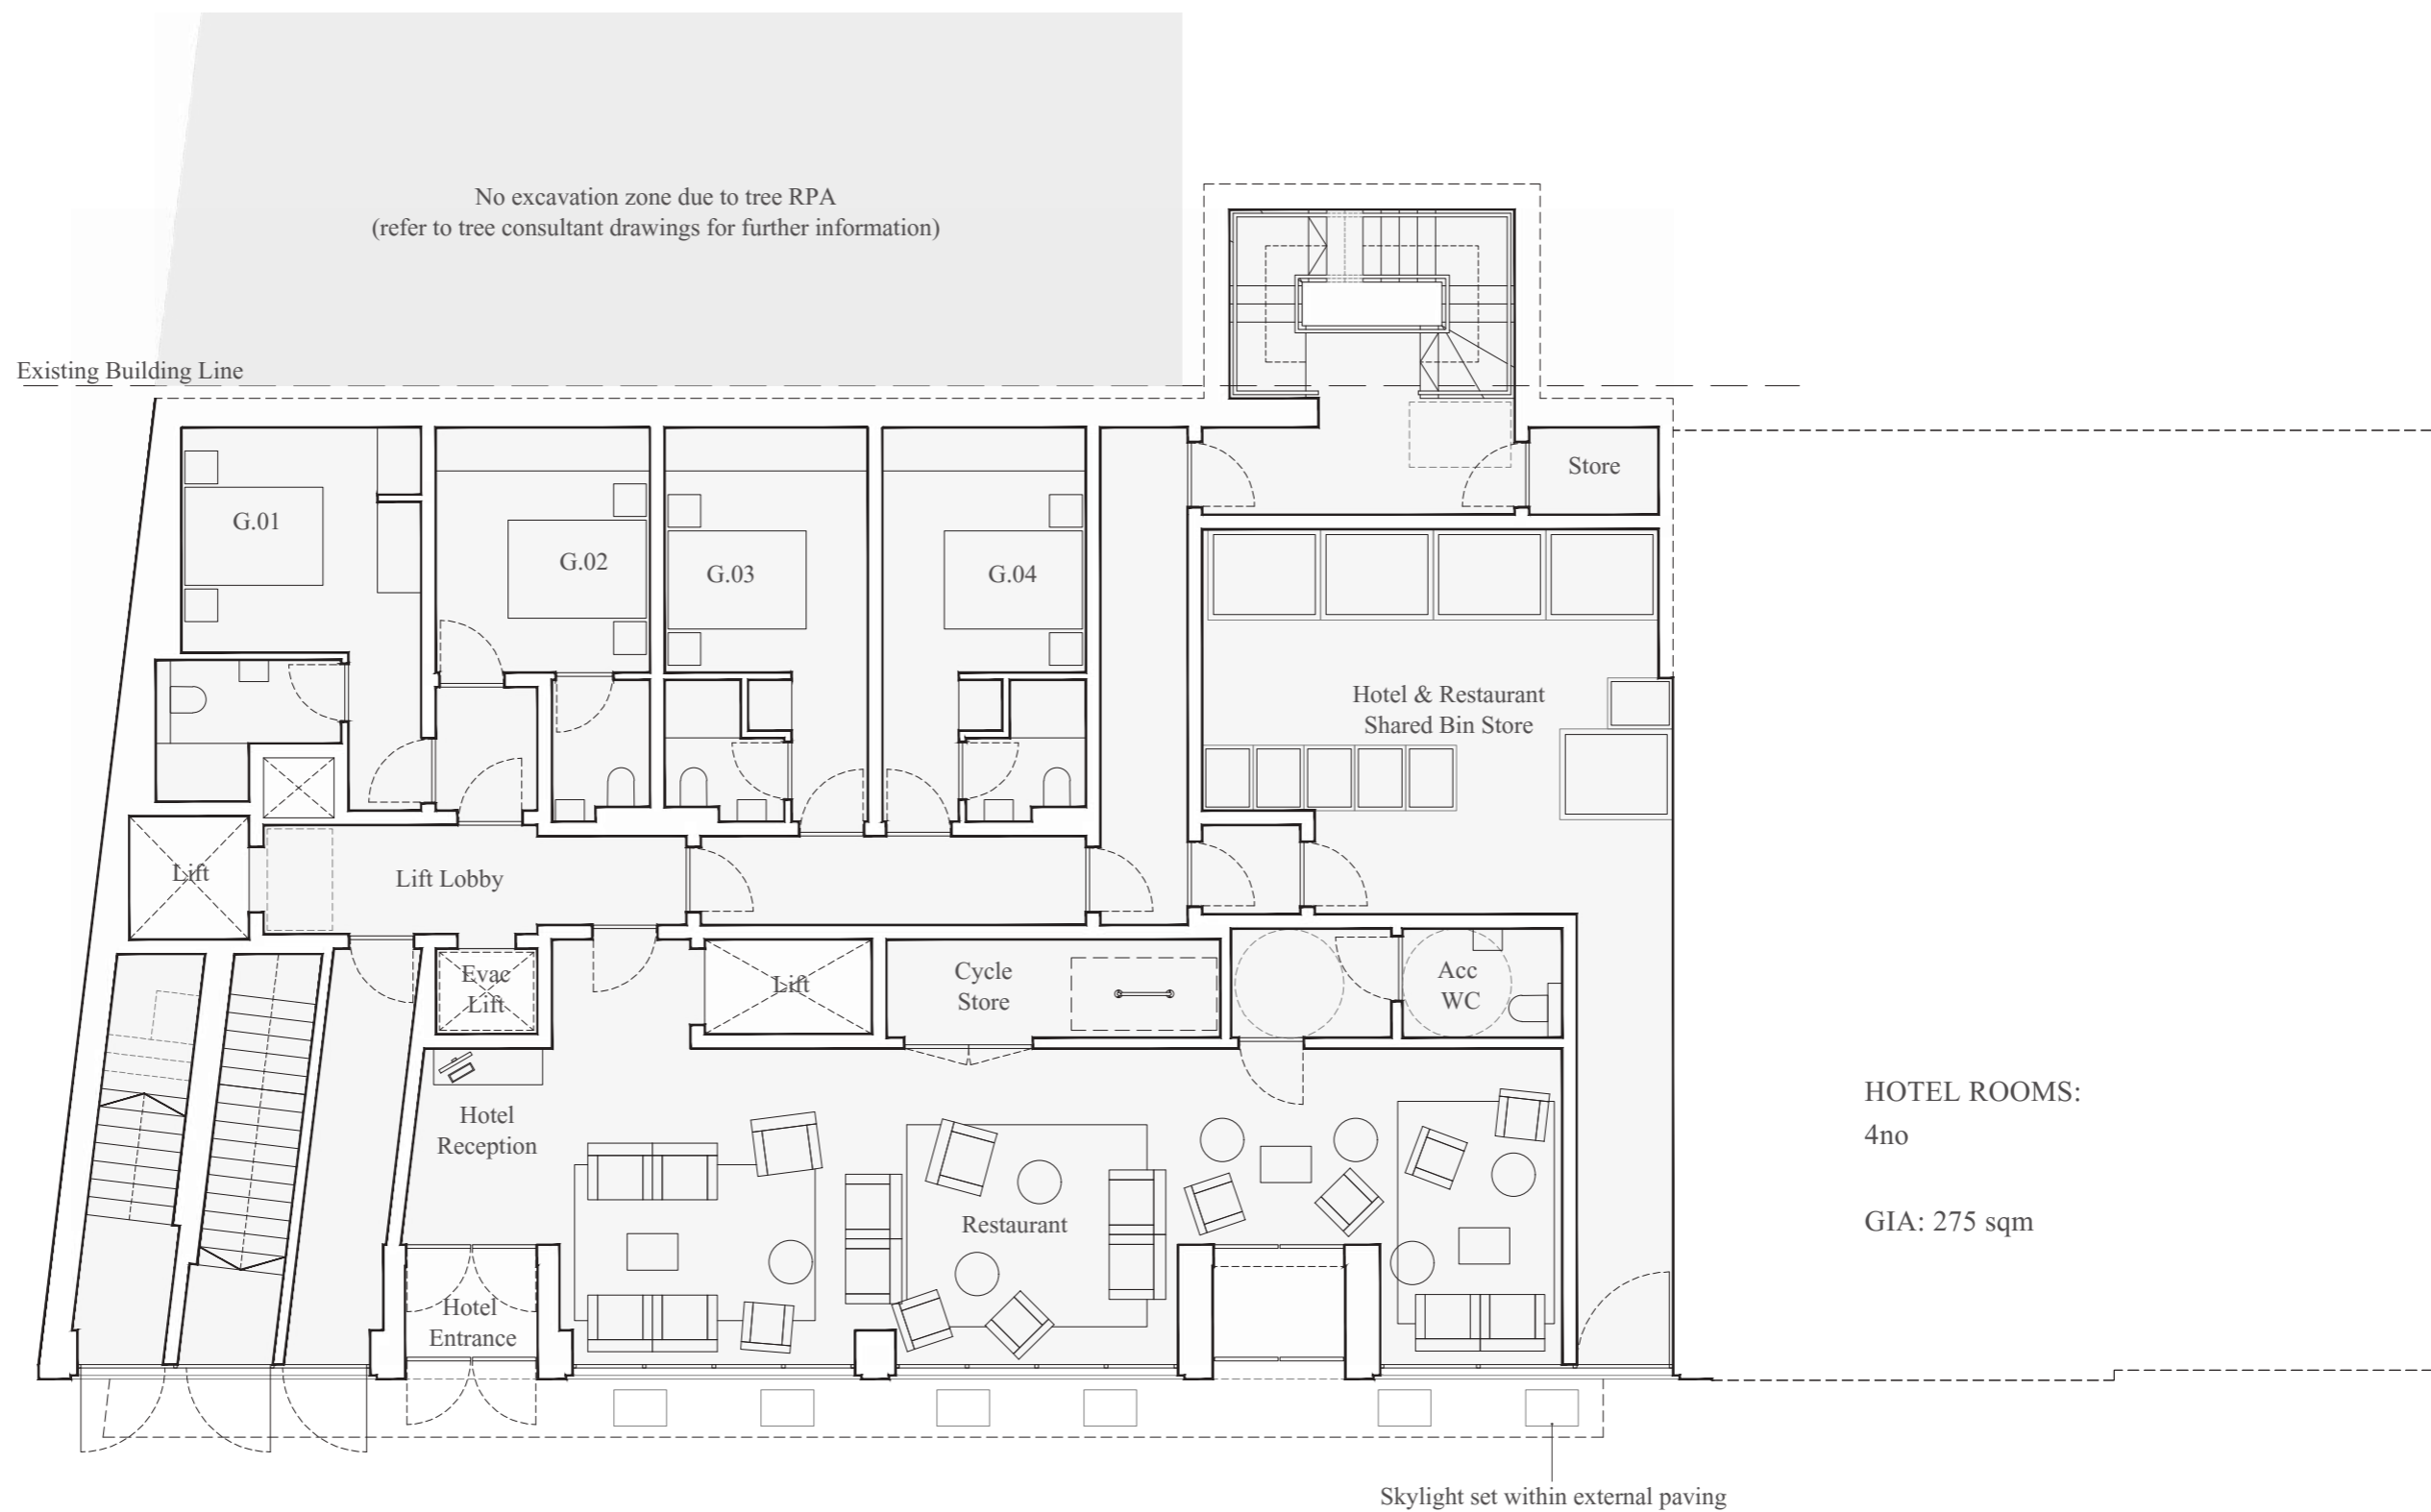 No excavation zone due to tree RPA
(refer to tree consultant drawings for further information)
Existing Building Line
Store
G.01
G.02
G.03
G.04
Hotel & Restaurant
Shared Bin Store
Lift
Lift Lobby
Evac
Lift
Lift
Cycle
Store
Acc
WC
HOTEL ROOMS:
4no
GIA: 275 sqm
Hotel
Reception
Restaurant
Hotel
Entrance
Skylight set within external paving